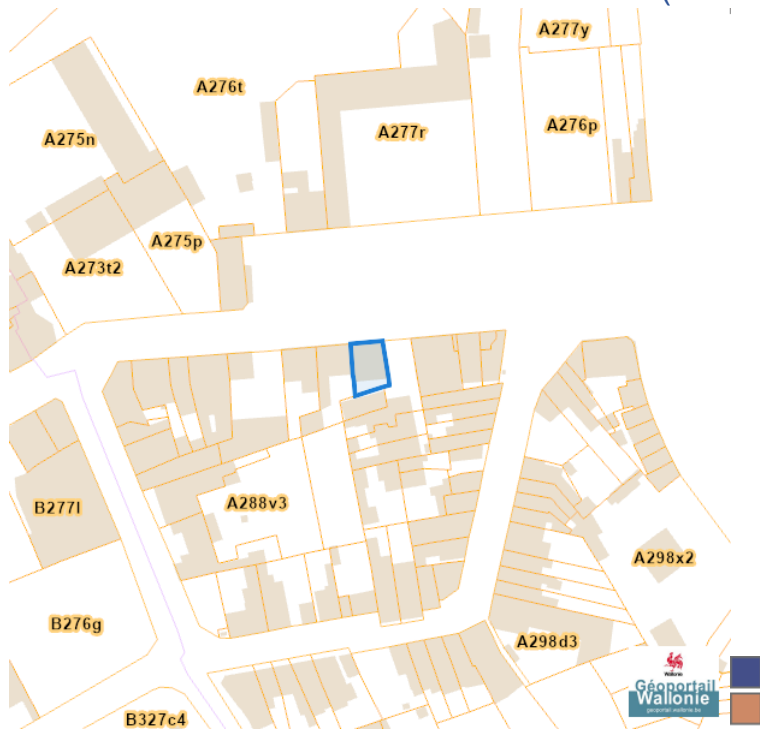 A277y
A276t
A277r
A276p
A275n
A275p
A273t2
B277l
A288v3
A298x2
B276g
A298d3
Wallonie
Géoportail
Wallonie
geoportail.wallonie.be
B327c4